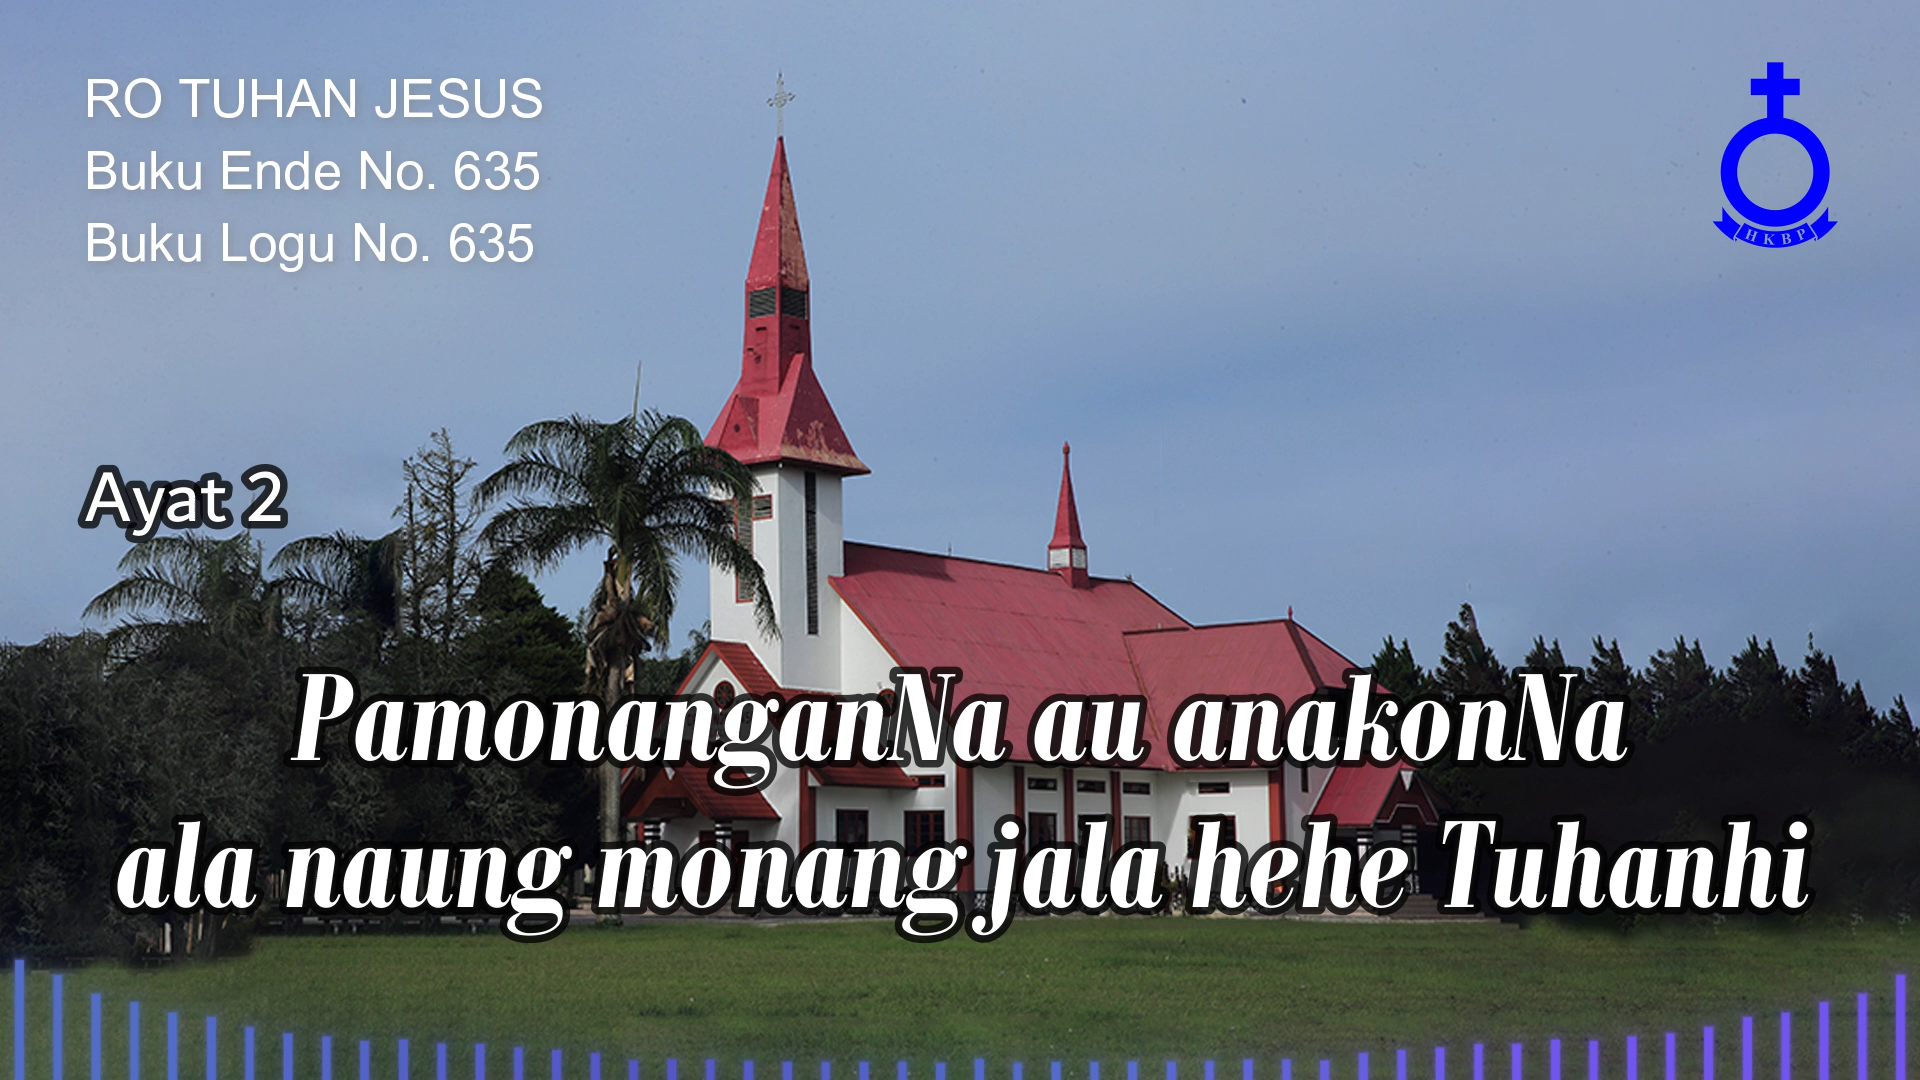 RO TUHAN JESUS
Buku Ende No. 635
Buku Logu No. 635
HKBP
Ayat 2
PamonanganNa au anakonNa
ala naung monang jala hehe Tuhanhi